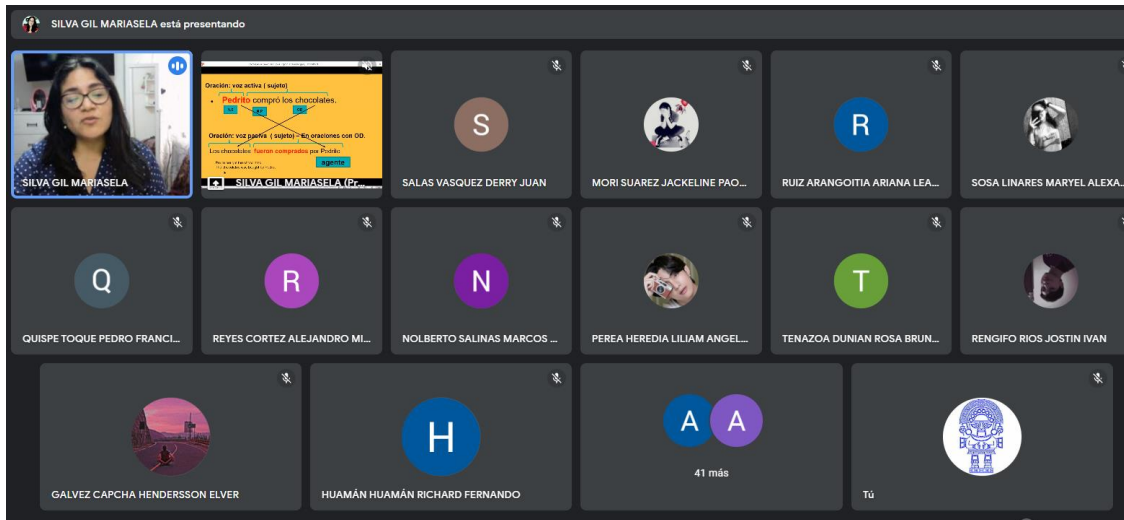 SILVA GIL MARIASELA está presentando
Oración: voz activa ( sujeto)
• Pedrito compró los chocolates.
Oración: voz pasiva ( sujeto) – En oraciones con OD.
Los chocolates fueron comprados por Pedrito
agente
SILVA GIL MARIASELA
SILVA GIL MARIASELA (Pr...
S
SALAS VASQUEZ DERRY JUAN
MORI SUAREZ JACKELINE PAO...
R
RUIZ ARANGOITIA ARIANA LEA...
SOSA LINARES MARYEL ALEXA...
Q
QUISPE TOQUE PEDRO FRANCI...
R
REYES CORTEZ ALEJANDRO MI...
N
NOLBERTO SALINAS MARCOS ...
PEREA HEREDIA LILIAM ANGEL...
T
TENAZOA DUNIAN ROSA BRUN...
RENGIFO RIOS JOSTIN IVAN
GALVEZ CAPCHA HENDERSSON ELVER
H
HUAMÁN HUAMÁN RICHARD FERNANDO
A A
41 más
Tú